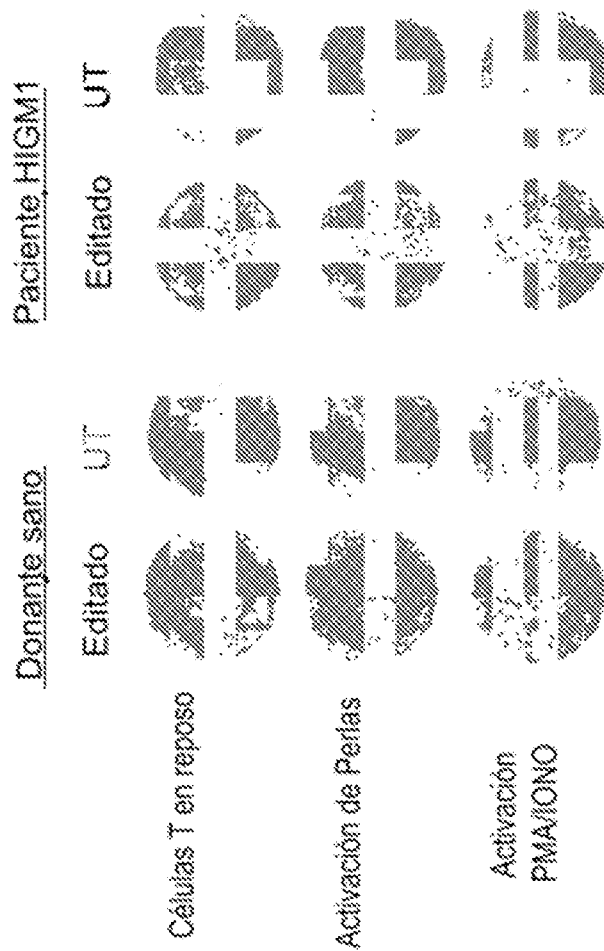 Donante sano
Paciente HIGM1
Editado
UT
Editado
UT
Células T en reposo
Activación de Perlas
Activación
PMA/IONO